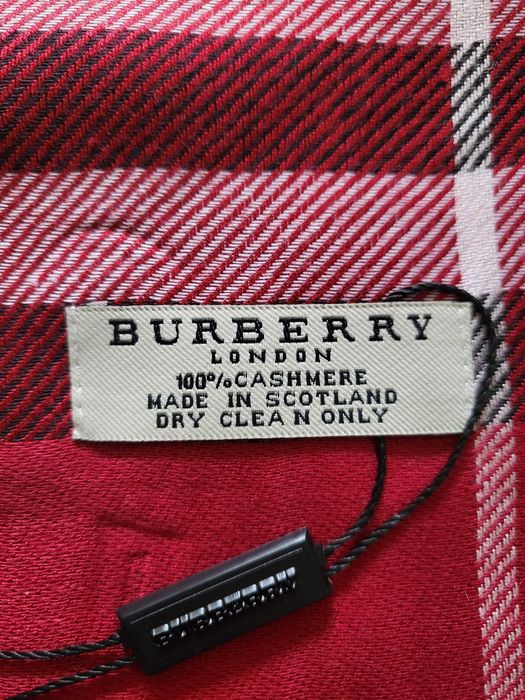 BURBERRY
LONDON
100%CASHMERE
MADE IN SCOTLAND
DRY CLEA N ONLY
BURBERRY